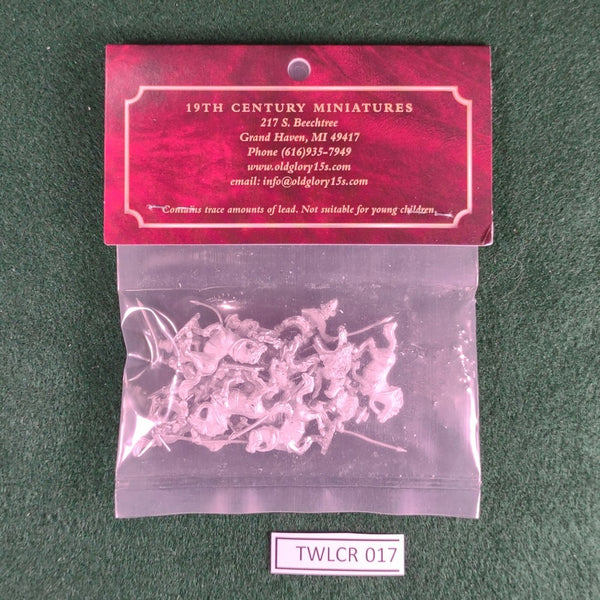 19TH CENTURY MINIATURES
217 S. Beechtree
Grand Haven, MI 49417
Phone (616)935-7949
www.oldglory15s.com
email: info@oldglory15s.com
Contains trace amounts of lead. Not suitable for young children.
TWLCR 017